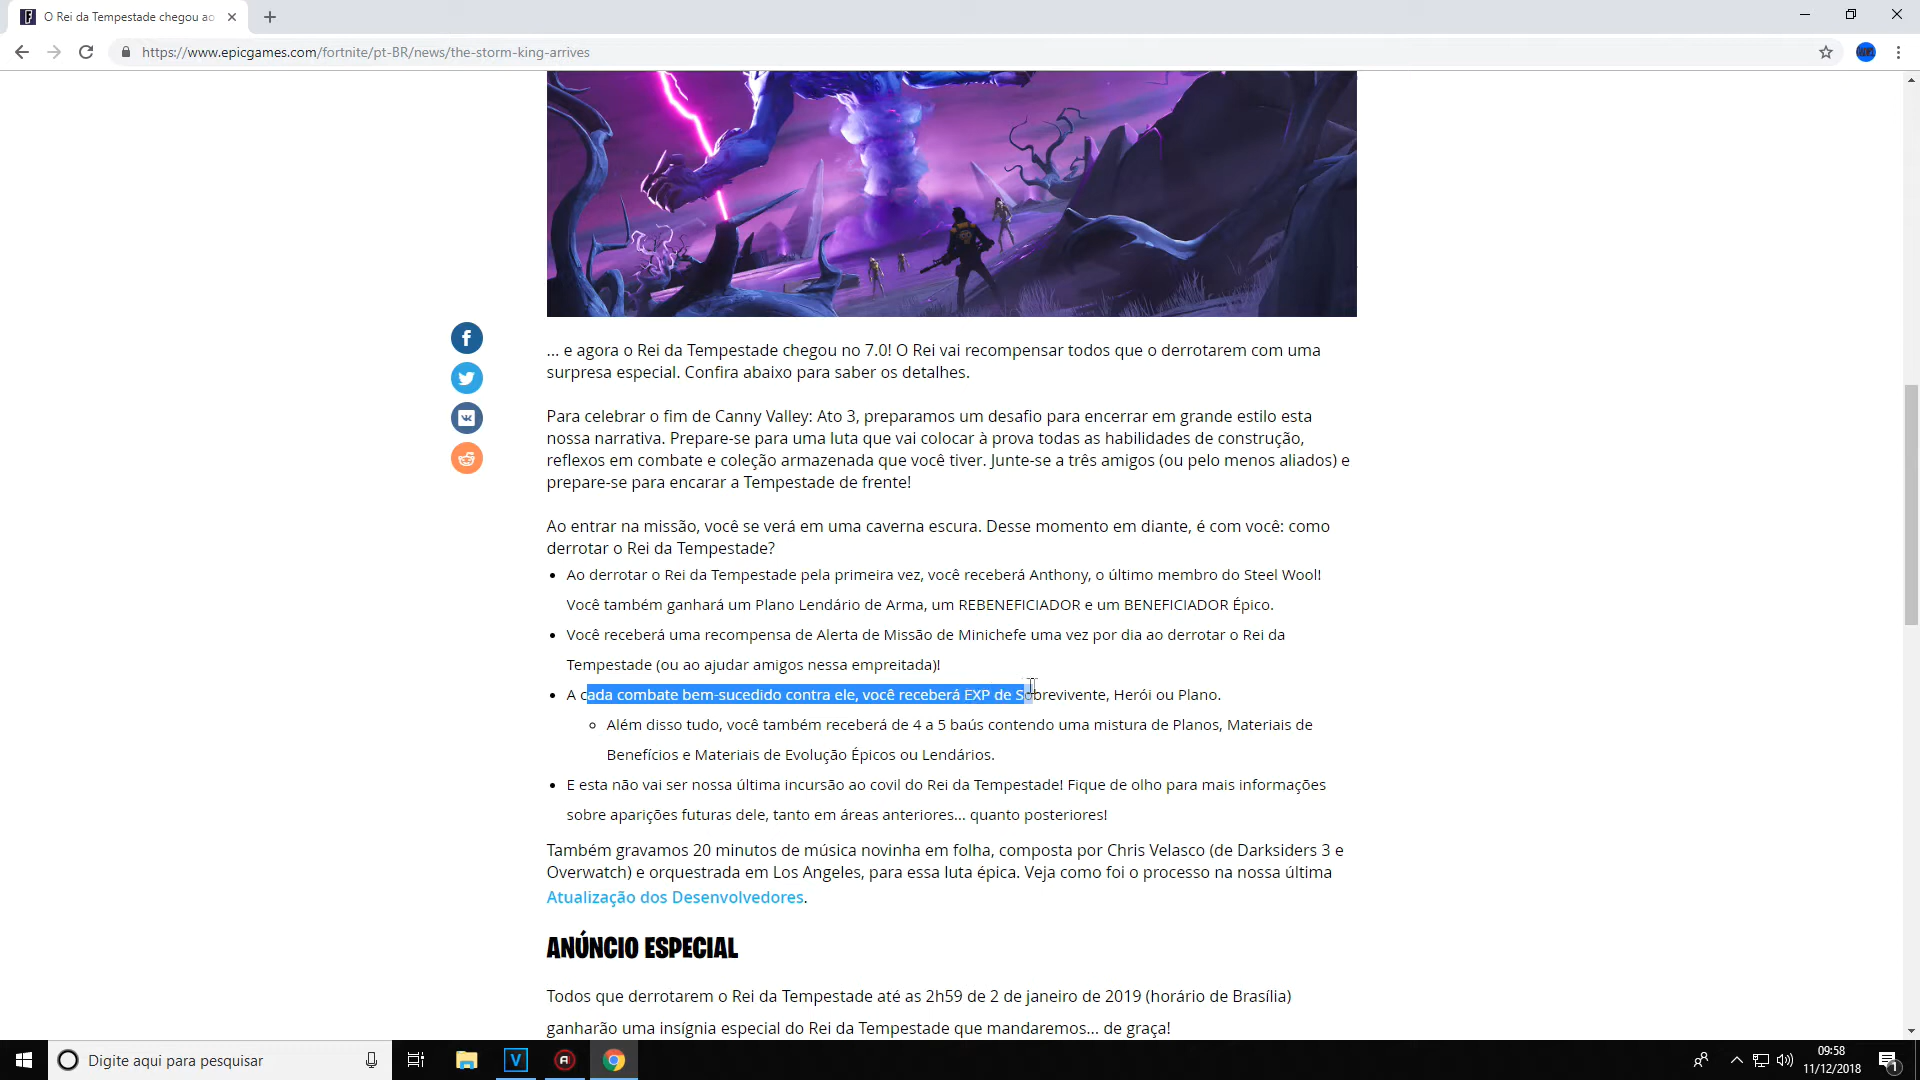 O Rei da Tempestade chegou ao
https://www.epicgames.com/fortnite/pt-BR/news/the-storm-king-arrives
... e agora o Rei da Tempestade chegou no 7.0! O Rei vai recompensar todos que o derrotarem com uma
surpresa especial. Confira abaixo para saber os detalhes.
Para celebrar o fim de Canny Valley: Ato 3, preparamos um desafio para encerrar em grande estilo esta
nossa narrativa. Prepare-se para uma luta que vai colocar à prova todas as habilidades de construção,
reflexos em combate e coleção armazenada que você tiver. Junte-se a três amigos (ou pelo menos aliados) e
prepare-se para encarar a Tempestade de frente!
Ao entrar na missão, você se verá em uma caverna escura. Desse momento em diante, é com você: como
derrotar o Rei da Tempestade?
Ao derrotar o Rei da Tempestade pela primeira vez, você receberá Anthony, o último membro do Steel Wool!
Você também ganhará um Plano Lendário de Arma, um REBENEFICIADOR e um BENEFICIADOR Épico.
Você receberá uma recompensa de Alerta de Missão de Minichefe uma vez por dia ao derrotar o Rei da
Tempestade (ou ao ajudar amigos nessa empreitada)!
A cada combate bem-sucedido contra ele, você receberá EXP de Sobrevivente, Herói ou Plano.
Além disso tudo, você também receberá de 4 a 5 baús contendo uma mistura de Planos, Materiais de
Benefícios e Materiais de Evolução Épicos ou Lendários.
E esta não vai ser nossa última incursão ao covil do Rei da Tempestade! Fique de olho para mais informações
sobre aparições futuras dele, tanto em áreas anteriores... quanto posteriores!
Também gravamos 20 minutos de música novinha em folha, composta por Chris Velasco (de Darksiders 3 e
Overwatch) e orquestrada em Los Angeles, para essa luta épica. Veja como foi o processo na nossa última
Atualização dos Desenvolvedores.
ANÚNCIO ESPECIAL
Todos que derrotarem o Rei da Tempestade até as 2h59 de 2 de janeiro de 2019 (horário de Brasília)
ganharão uma insígnia especial do Rei da Tempestade que mandaremos... de graça!
Digite aqui para pesquisar
V
09:58
11/12/2018
1